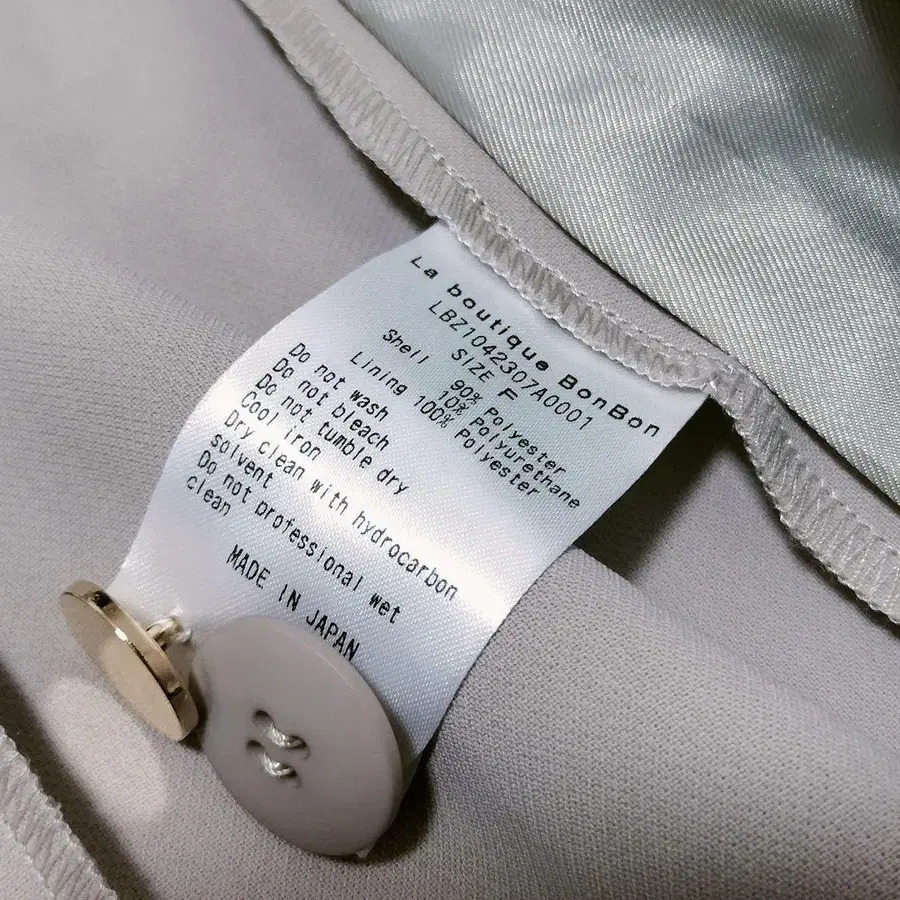 La boutique BonBon
LBZ1042307A0001
SIZE F
Shell 90% Polyester
10% Polyurethane
Lining 100% Polyester
Do not wash
Do not bleach
Cool iron
Do not tumble dry
Dry clean with hydrocarbon
solvent
Do not professional wet
clean
MADE IN JAPAN